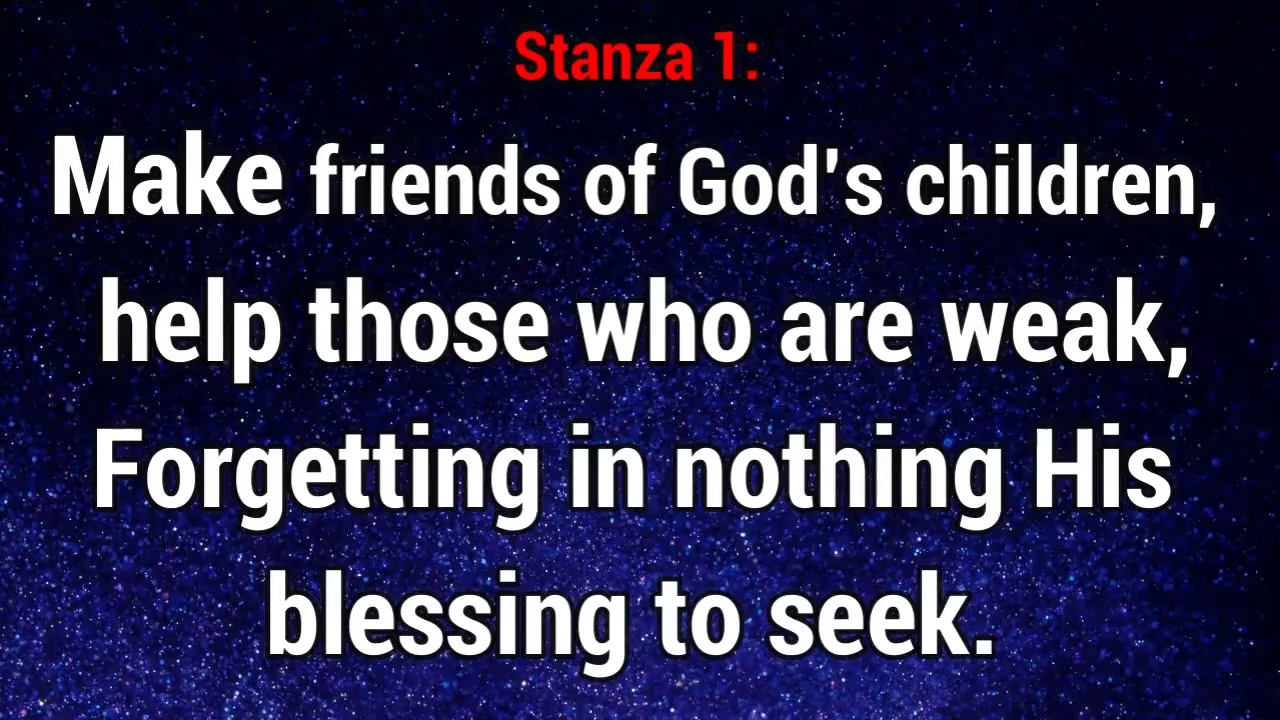 Stanza 1:
Make friends of God's children,
help those who are weak,
Forgetting in nothing His
blessing to seek.